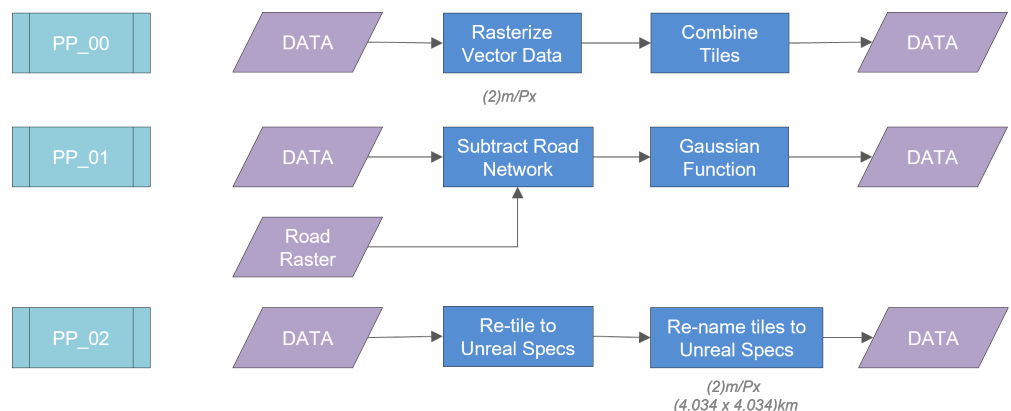 PP_00
DATA
Rasterize
Vector Data
Combine
Tiles
DATA
(2)m/Px
PP_01
DATA
Subtract Road
Network
Gaussian
Function
DATA
Road
Raster
PP_02
DATA
Re-tile to
Unreal Specs
Re-name tiles to
Unreal Specs
DATA
(2)m/Px
(4.034 x 4.034)km